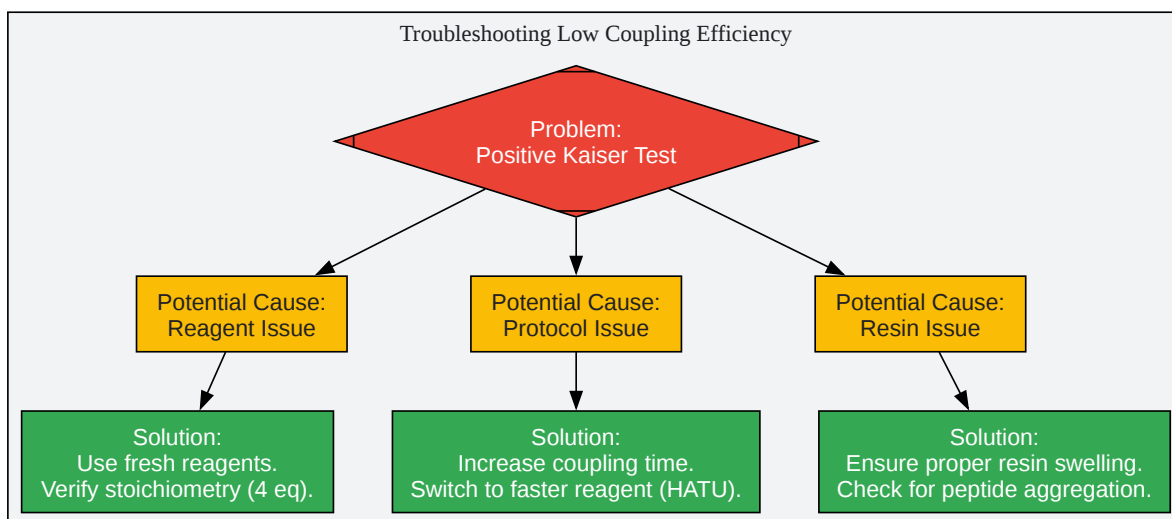 Troubleshooting Low Coupling Efficiency
Problem:
Positive Kaiser Test
Potential Cause:
Reagent Issue
Potential Cause:
Protocol Issue
Potential Cause:
Resin Issue
Solution:
Use fresh reagents.
Verify stoichiometry (4 eq).
Solution:
Increase coupling time.
Switch to faster reagent (HATU).
Solution:
Ensure proper resin swelling.
Check for peptide aggregation.